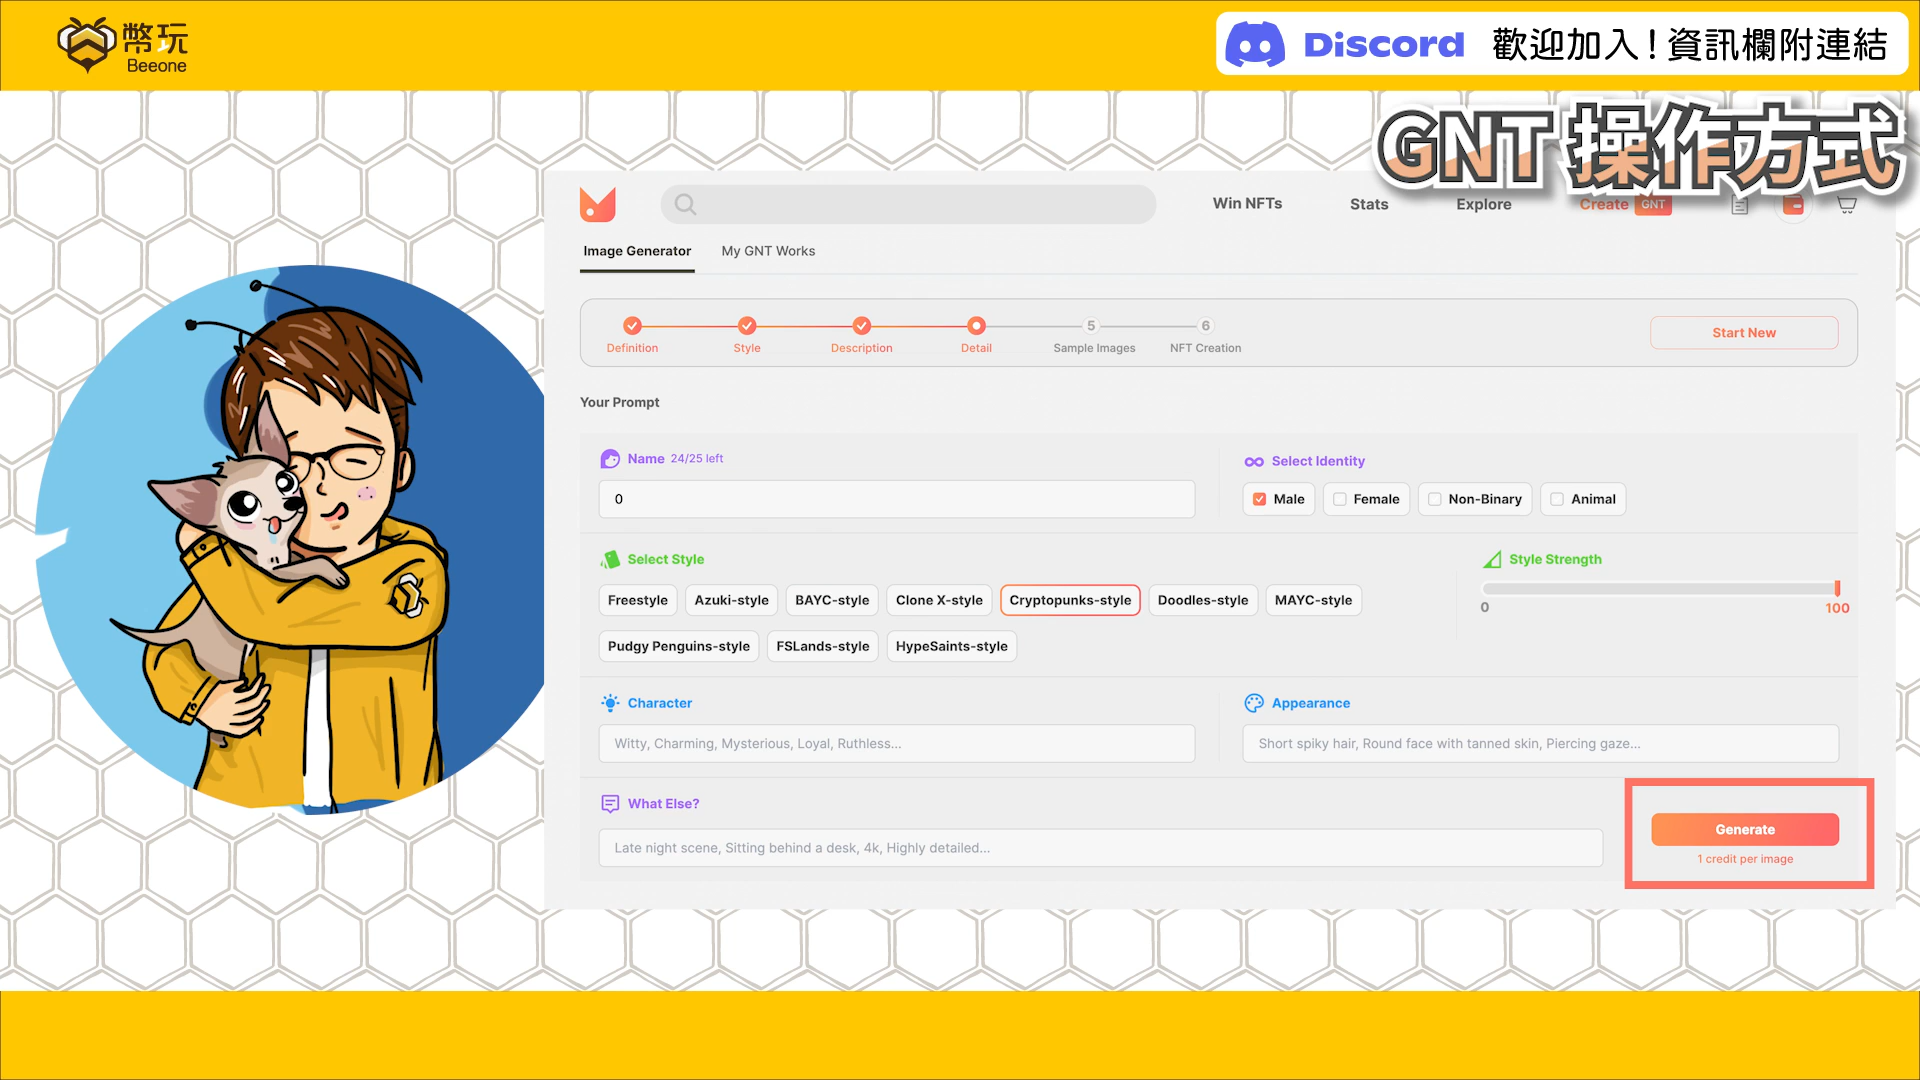 幣玩
Beeone
Discord 歡迎加入!資訊欄附連結
GNT 操作方式
Win NFTs
Stats
Explore
Create GNT
Image Generator
My GNT Works
Definition
Style
Description
Detail
5
Sample Images
6
NFT Creation
Start New
Your Prompt
Name 24/25 left
0
Select Identity
Male
Female
Non-Binary
Animal
Select Style
Freestyle
Azuki-style
BAYC-style
Clone X-style
Cryptopunks-style
Doodles-style
MAYC-style
Pudgy Penguins-style
FSLands-style
HypeSaints-style
Style Strength
0
100
Character
Witty, Charming, Mysterious, Loyal, Ruthless...
Appearance
Short spiky hair, Round face with tanned skin, Piercing gaze...
What Else?
Late night scene, Sitting behind a desk, 4k, Highly detailed...
Generate
1 credit per image